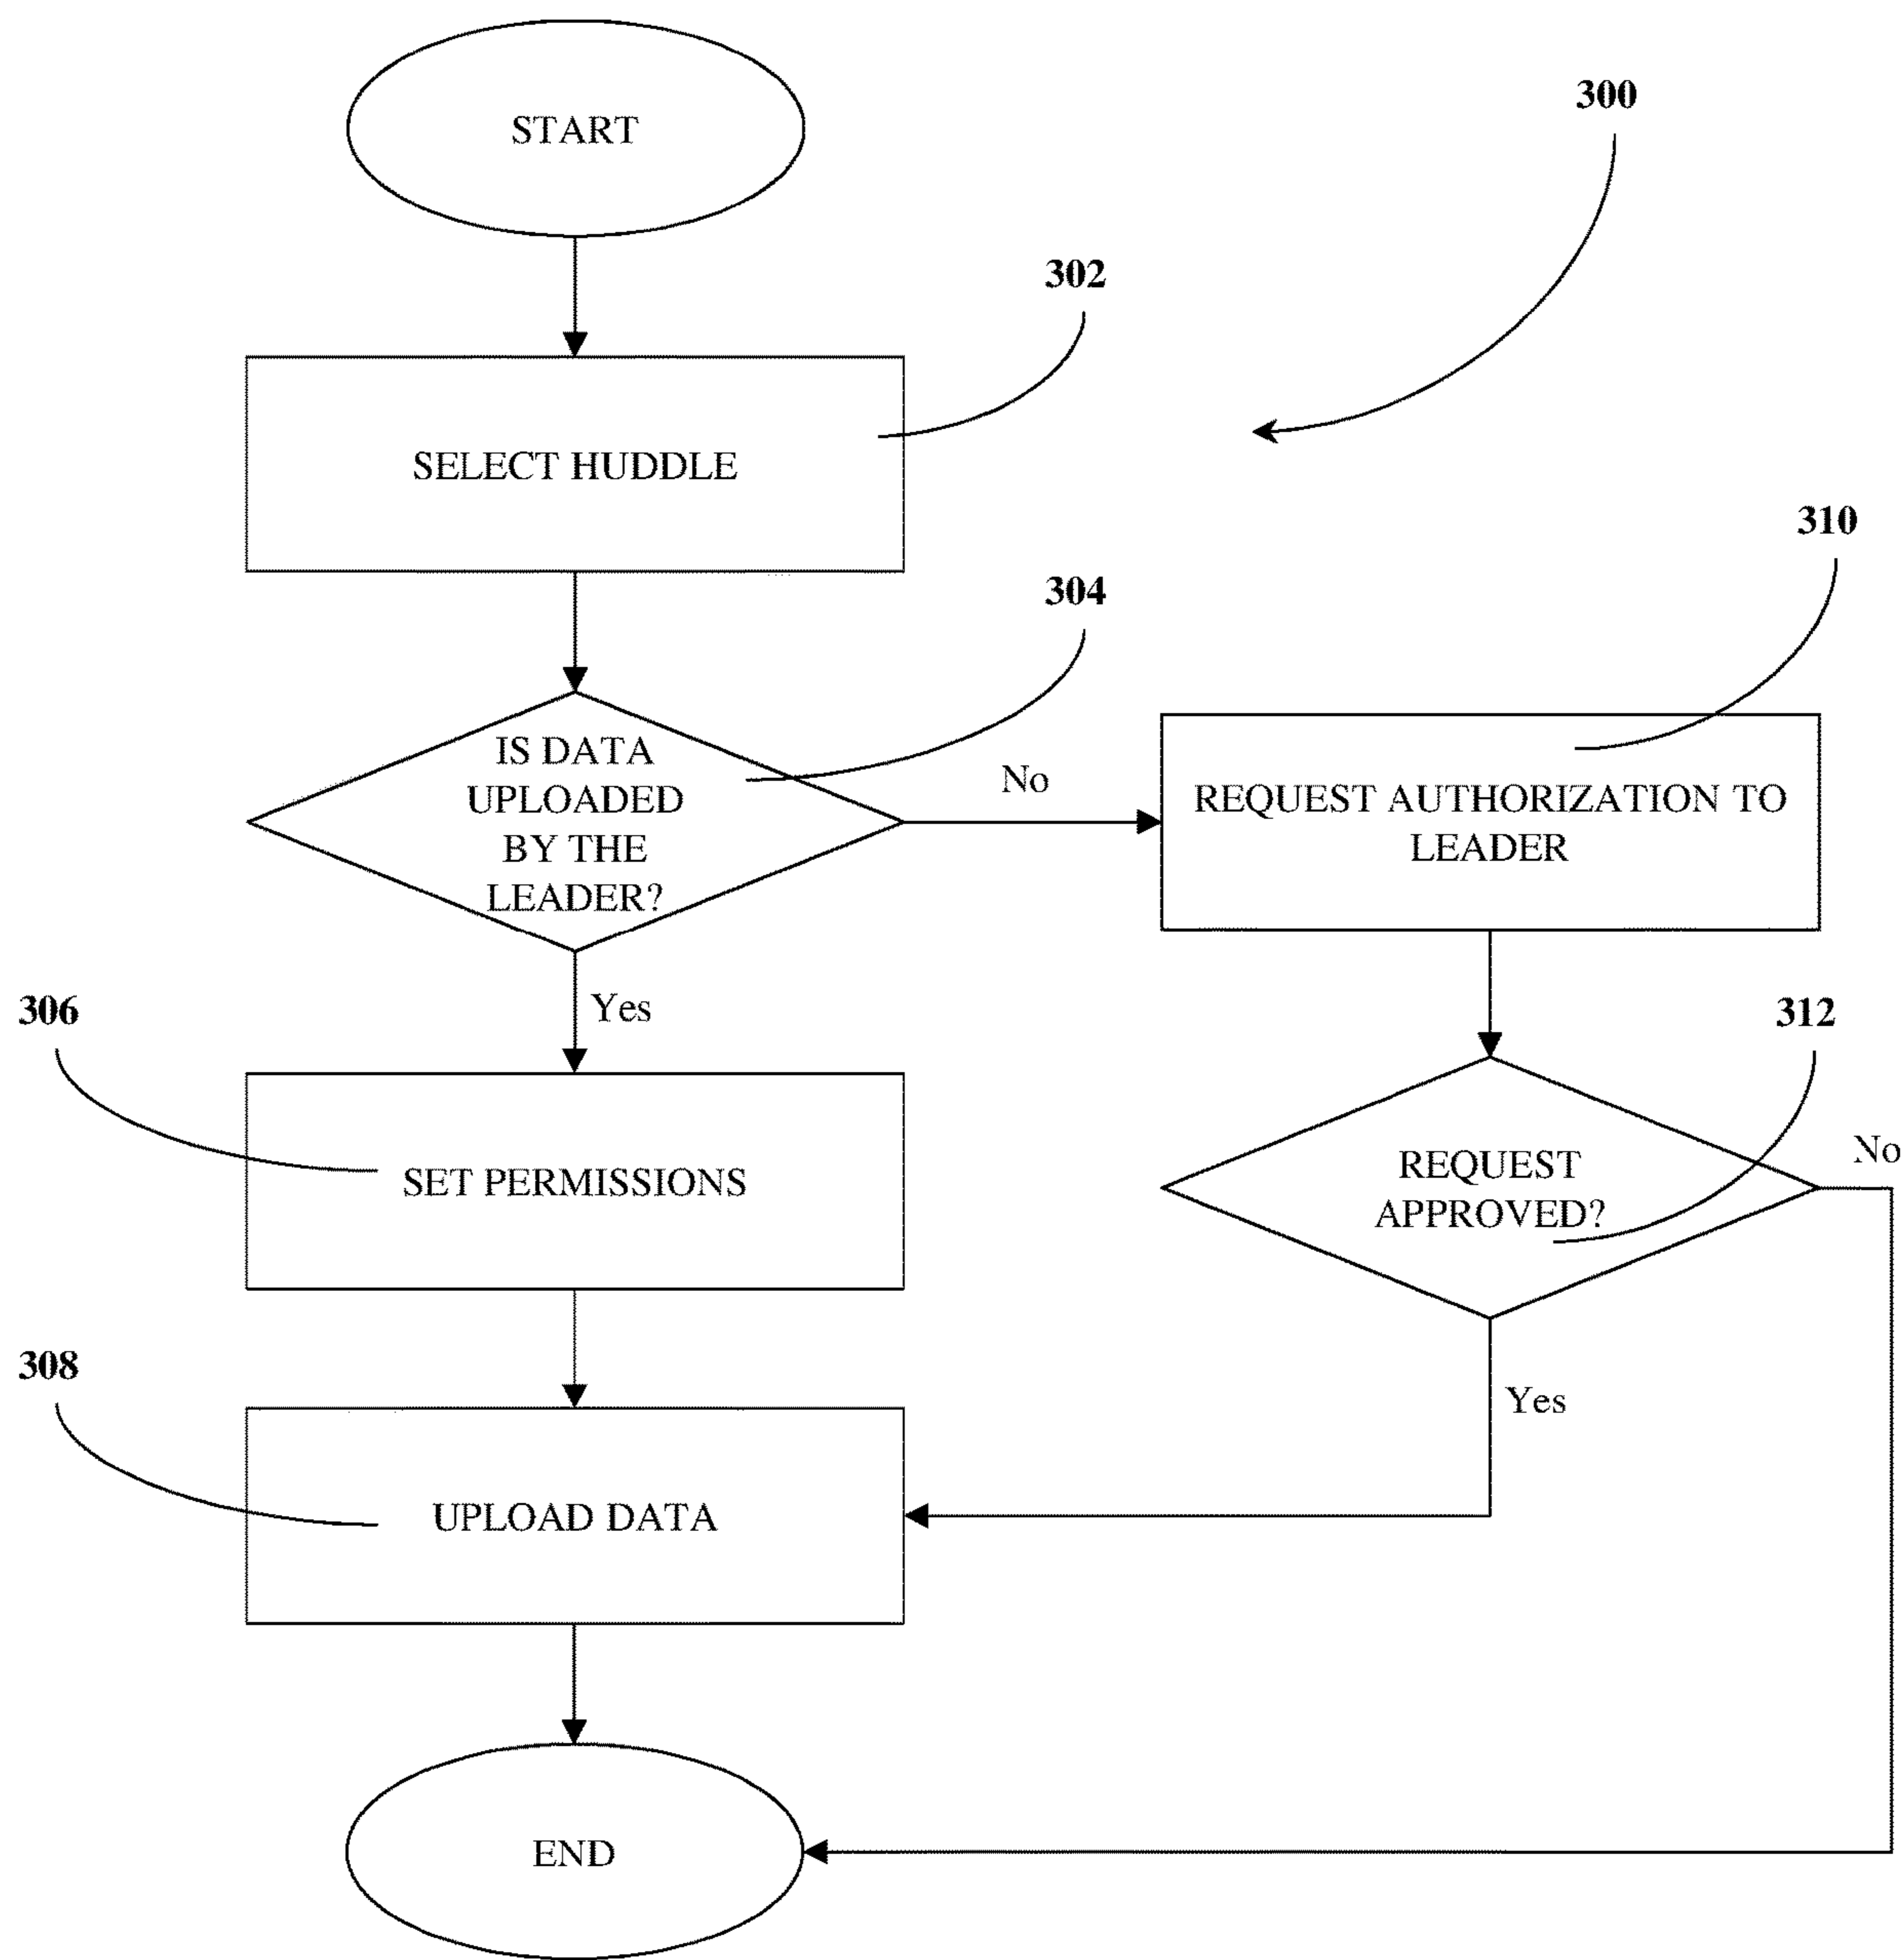 START
300
302
SELECT HUDDLE
310
304
IS DATA
UPLOADED
BY THE
LEADER?
No
REQUEST AUTHORIZATION TO
LEADER
306
Yes
312
SET PERMISSIONS
REQUEST
APPROVED?
No
308
Yes
UPLOAD DATA
END